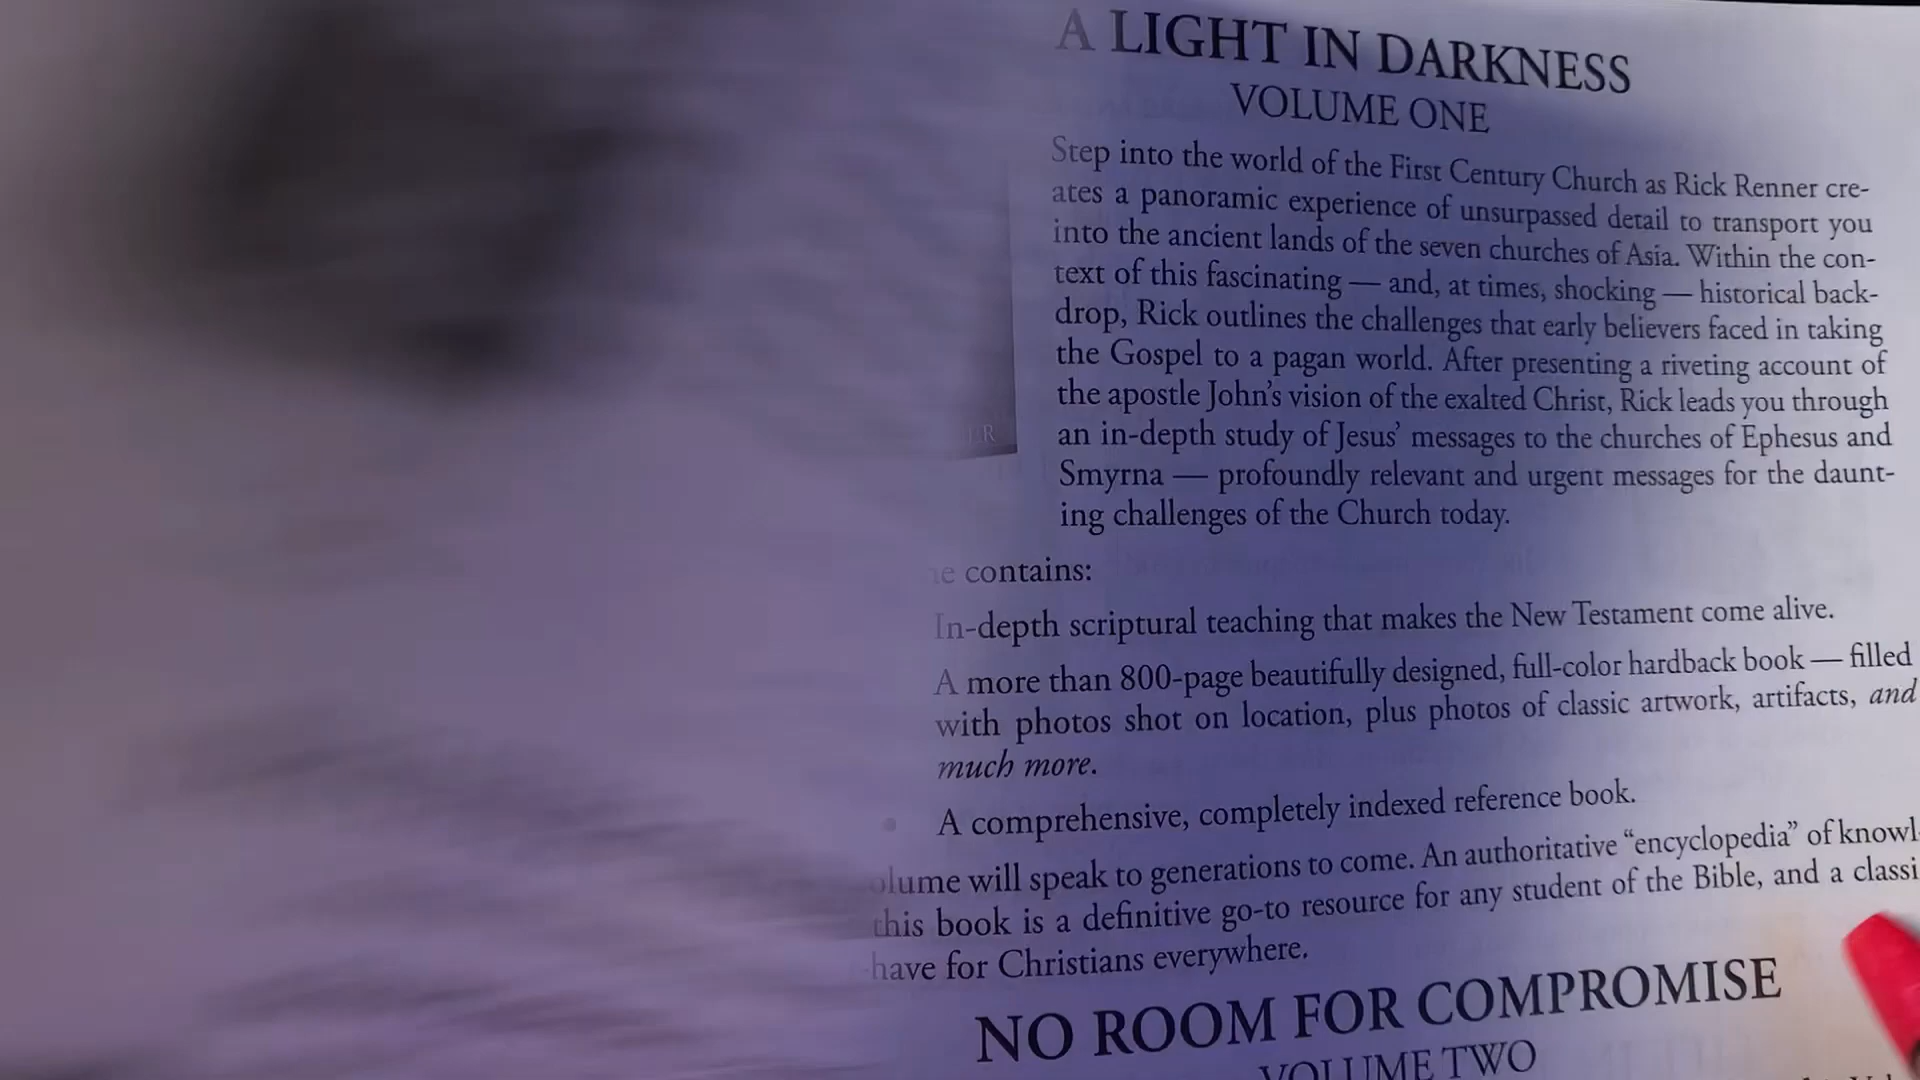 A LIGHT IN DARKNESS
VOLUME ONE
Step into the world of the First Century Church as Rick Renner cre-
ates a panoramic experience of unsurpassed detail to transport you
into the ancient lands of the seven churches of Asia. Within the con-
text of this fascinating — and, at times, shocking — historical back-
drop, Rick outlines the challenges that early believers faced in taking
the Gospel to a pagan world. After presenting a riveting account of
the apostle John’s vision of the exalted Christ, Rick leads you through
an in-depth study of Jesus’ messages to the churches of Ephesus and
Smyrna — profoundly relevant and urgent messages for the daunt-
ing challenges of the Church today.
contains:
In-depth scriptural teaching that makes the New Testament come alive.
A more than 800-page beautifully designed, full-color hardback book — filled
with photos shot on location, plus photos of classic artwork, artifacts, and
much more.
• A comprehensive, completely indexed reference book.
olume will speak to generations to come. An authoritative “encyclopedia” of knowl-
this book is a definitive go-to resource for any student of the Bible, and a classi
have for Christians everywhere.
NO ROOM FOR COMPROMISE
VOLUME TWO